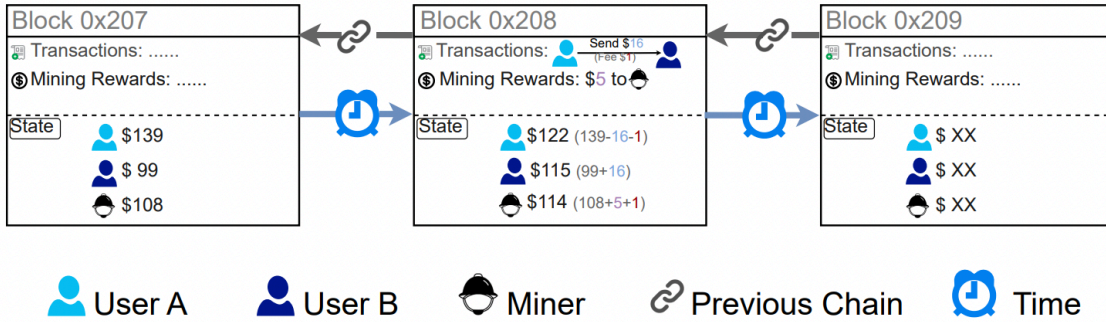 Block 0x207
Transactions: ......
Mining Rewards: ......
State
$139
$ 99
$108
Block 0x208
Transactions:
Send $16
(Fee $1)
Mining Rewards: $5 to
State
$122 (139-16-1)
$115 (99+16)
$114 (108+5+1)
Block 0x209
Transactions: ......
Mining Rewards: ......
State
$ XX
$ XX
$ XX
User A
User B
Miner
Previous Chain
Time